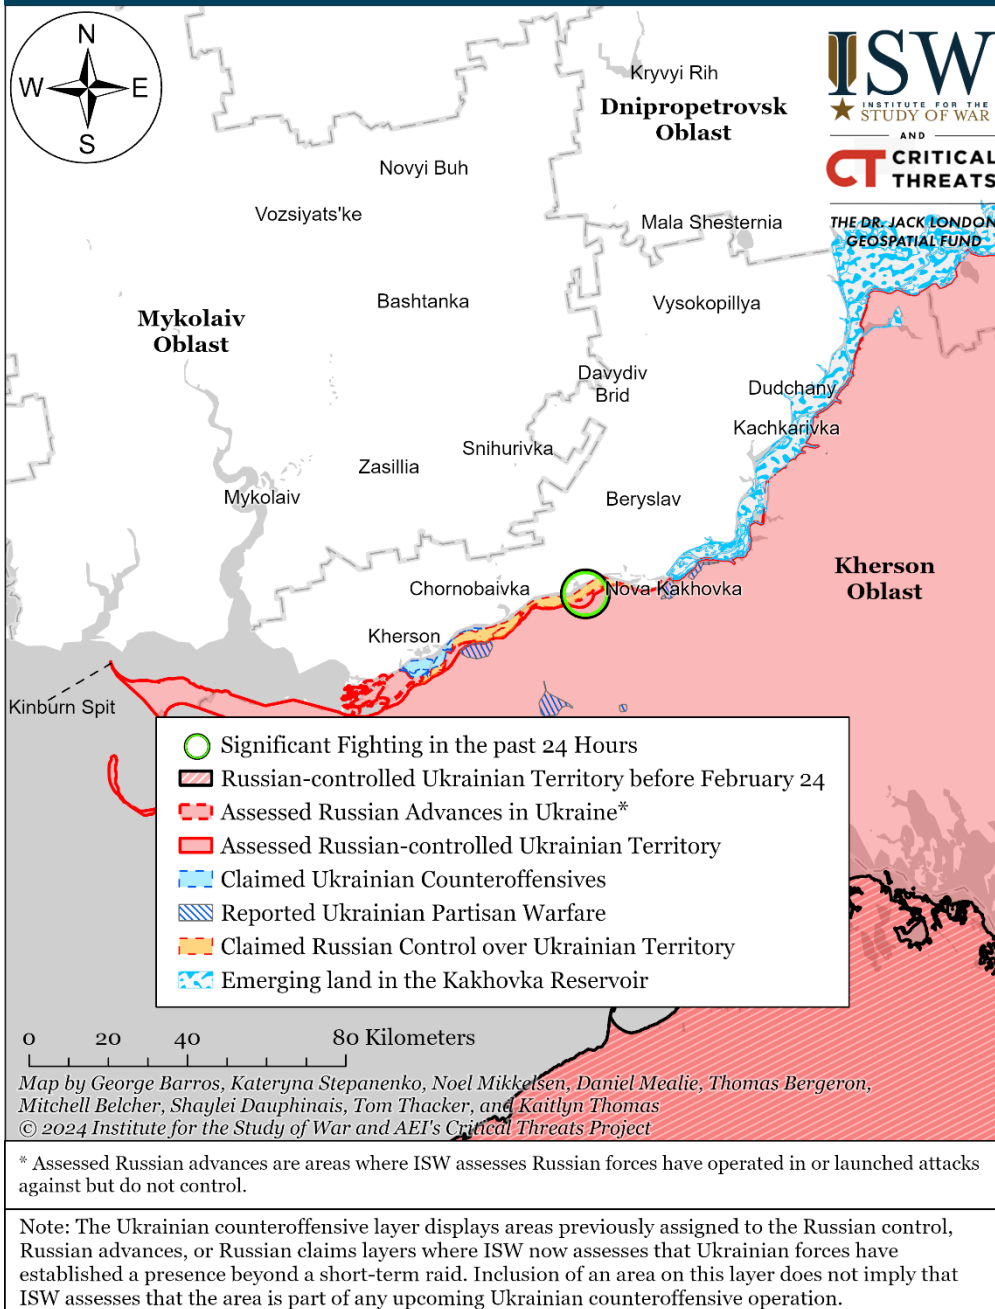 N
W
E
S
ISW
INSTITUTE FOR THE
STUDY OF WAR
AND
CT CRITICAL
THREATS
THE DR. JACK LONDON
GEOSPATIAL FUND
Kryvyi Rih
Dnipropetrovsk
Oblast
Novyi Buh
Vozsiyats'ke
Mala Shesternia
Bashtanka
Vysokopillya
Mykolaiv
Oblast
Davydiv
Brid
Dudchany
Kachkarivka
Snihurivka
Zasillia
Mykolaiv
Beryslav
Kherson
Oblast
Chornobaivka
Nova Kakhovka
Kherson
Kinburn Spit
Significant Fighting in the past 24 Hours
Russian-controlled Ukrainian Territory before February 24
Assessed Russian Advances in Ukraine*
Assessed Russian-controlled Ukrainian Territory
Claimed Ukrainian Counteroffensives
Reported Ukrainian Partisan Warfare
Claimed Russian Control over Ukrainian Territory
Emerging land in the Kakhovka Reservoir
0 20 40 80 Kilometers
Map by George Barros, Kateryna Stepanenko, Noel Mikkelsen, Daniel Mealie, Thomas Bergeron,
Mitchell Belcher, Shaylei Dauphinais, Tom Thacker, and Kaitlyn Thomas
© 2024 Institute for the Study of War and AEI's Critical Threats Project
* Assessed Russian advances are areas where ISW assesses Russian forces have operated in or launched attacks
against but do not control.
Note: The Ukrainian counteroffensive layer displays areas previously assigned to the Russian control,
Russian advances, or Russian claims layers where ISW now assesses that Ukrainian forces have
established a presence beyond a short-term raid. Inclusion of an area on this layer does not imply that
ISW assesses that the area is part of any upcoming Ukrainian counteroffensive operation.